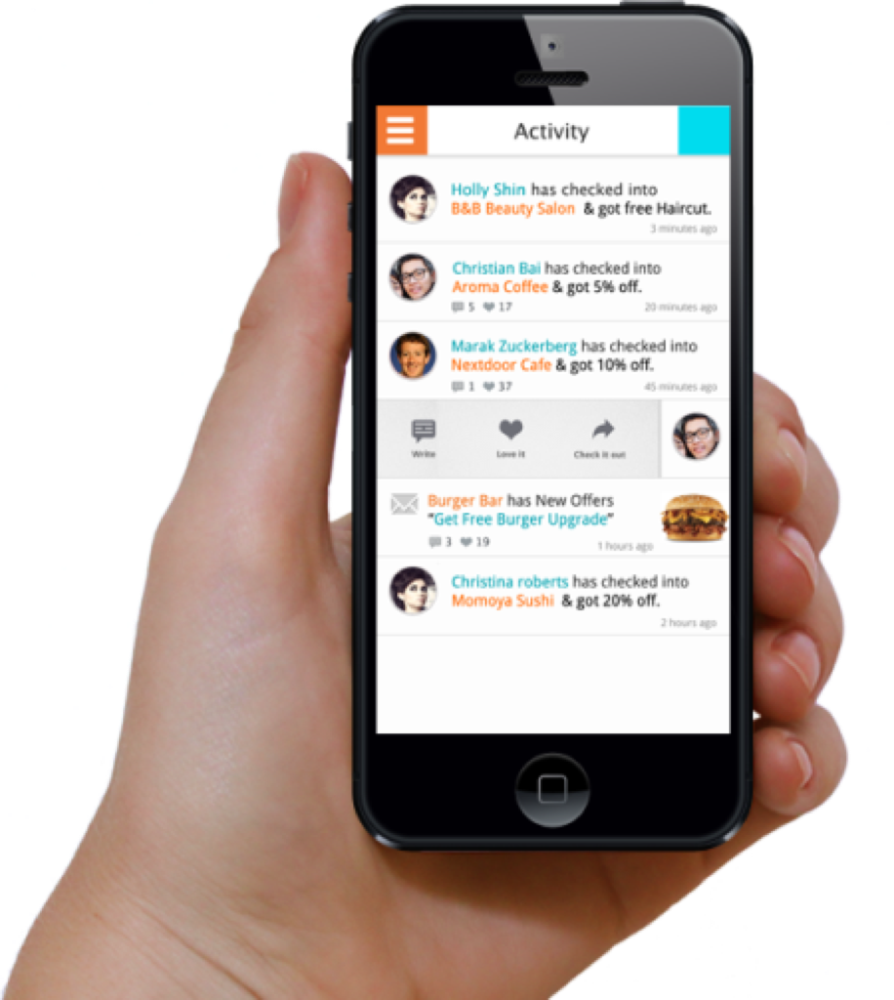 Activity
Holly Shin has checked into
B&B Beauty Salon & got free Haircut.
3 minutes ago
Christian Bai has checked into
Aroma Coffee & got 5% off.
5 17 20 minutes ago
Marak Zuckerberg has checked into
Nextdoor Cafe & got 10% off.
1 37 45 minutes ago
Write Love it Check it out
Burger Bar has New Offers
“Get Free Burger Upgrade”
3 19 1 hours ago
Christina roberts has checked into
Momoya Sushi & got 20% off.
2 hours ago